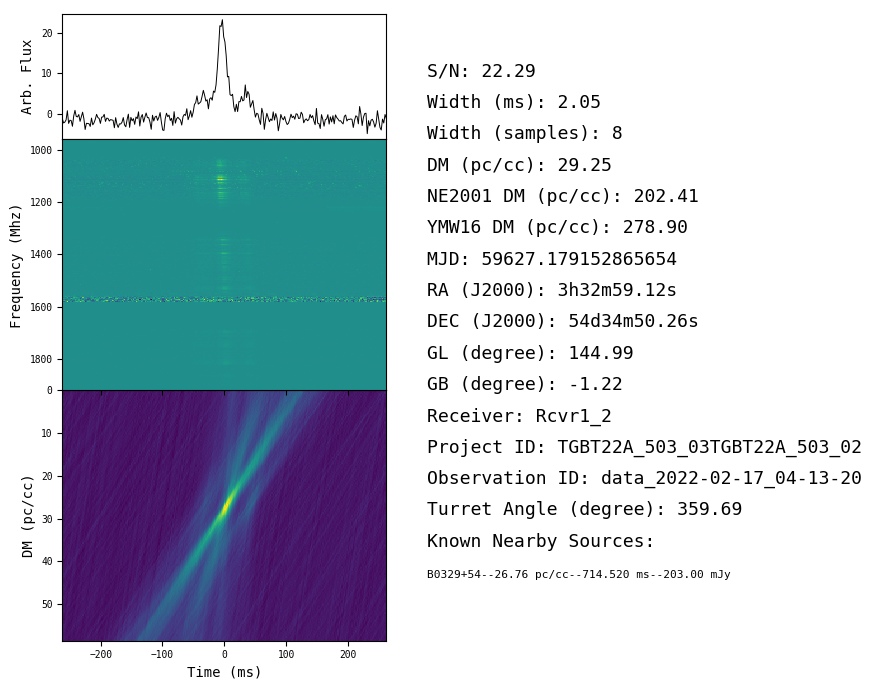 20
10
0
Arb. Flux
1000
1200
1400
1600
1800
Frequency (Mhz)
0
10
20
30
40
50
DM (pc/cc)
−200
−100
0
100
200
Time (ms)
S/N: 22.29
Width (ms): 2.05
Width (samples): 8
DM (pc/cc): 29.25
NE2001 DM (pc/cc): 202.41
YMW16 DM (pc/cc): 278.90
MJD: 59627.179152865654
RA (J2000): 3h32m59.12s
DEC (J2000): 54d34m50.26s
GL (degree): 144.99
GB (degree): -1.22
Receiver: Rcvr1_2
Project ID: TGBT22A_503_03TGBT22A_503_02
Observation ID: data_2022-02-17_04-13-20
Turret Angle (degree): 359.69
Known Nearby Sources:
B0329+54--26.76 pc/cc--714.520 ms--203.00 mJy